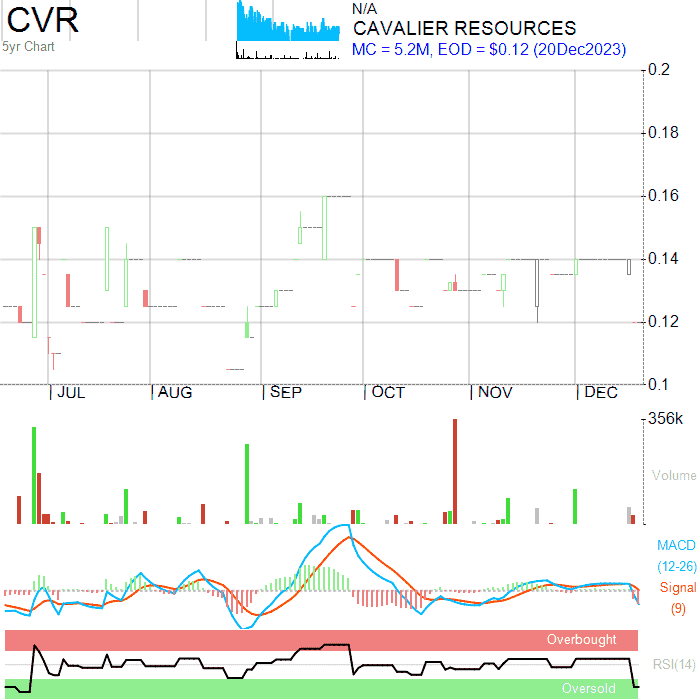 CVR
5yr Chart
N/A
CAVALIER RESOURCES
MC = 5.2M, EOD = $0.12 (20Dec2023)
0.2
0.18
0.16
0.14
0.12
0.1
JUL AUG SEP OCT NOV DEC
356k
Volume
MACD
(12-26)
Signal
(9)
Overbought
RSI(14)
Oversold